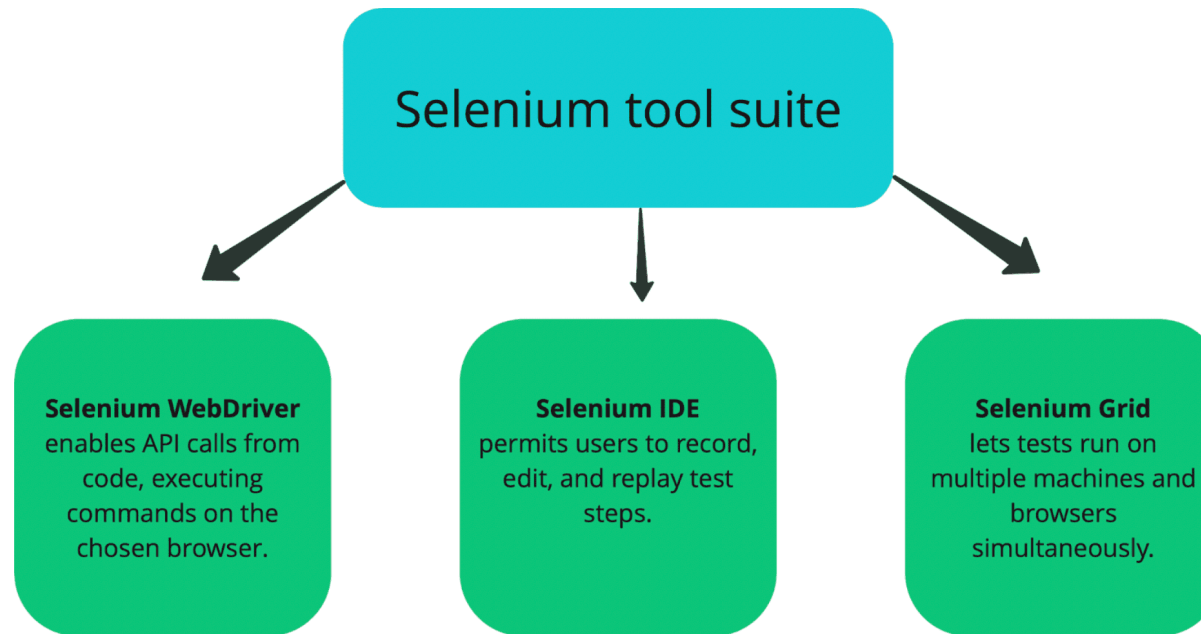 Selenium tool suite
Selenium WebDriver
enables API calls from
code, executing
commands on the
chosen browser.
Selenium IDE
permits users to record,
edit, and replay test
steps.
Selenium Grid
lets tests run on
multiple machines and
browsers
simultaneously.